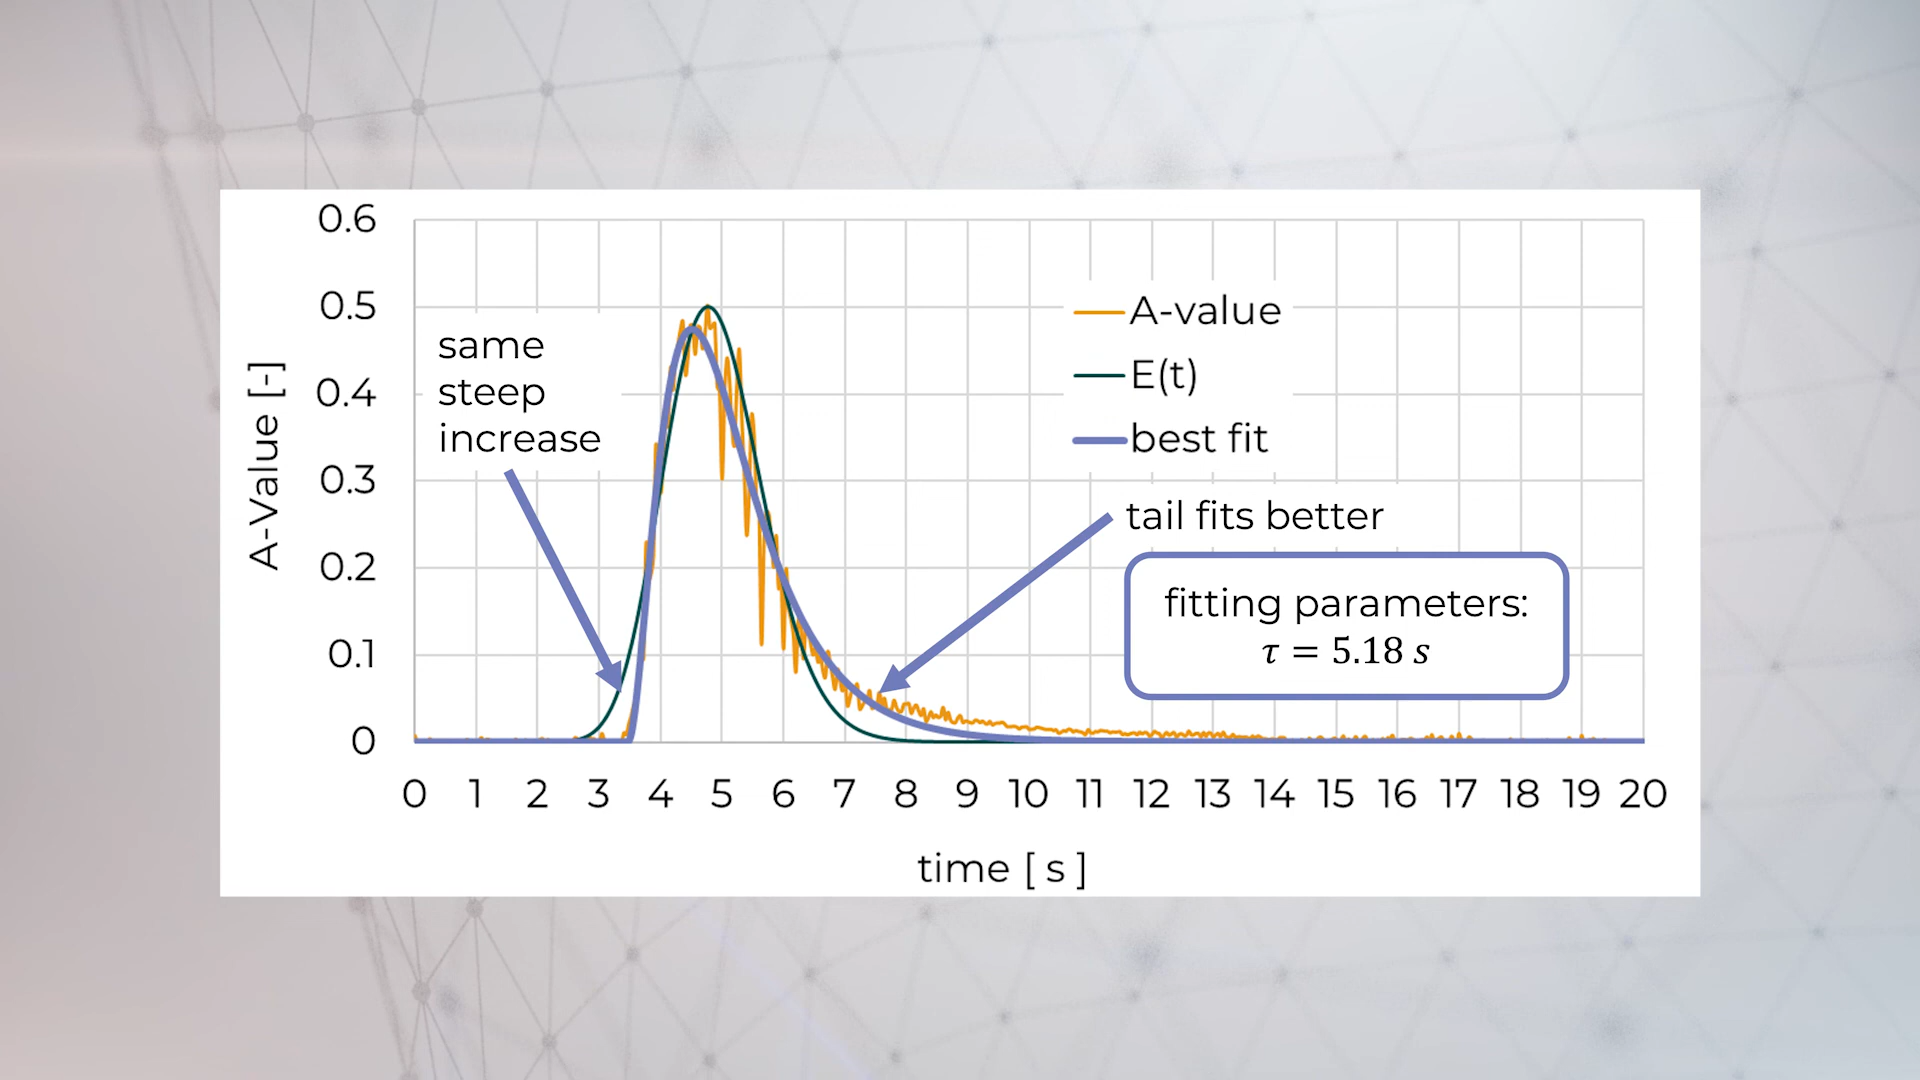 0.6
0.5
0.4
0.3
0.2
0.1
0
A-Value [-]
same
steep
increase
A-value
E(t)
best fit
tail fits better
fitting parameters:
τ = 5.18 s
0 1 2 3 4 5 6 7 8 9 10 11 12 13 14 15 16 17 18 19 20
time [ s ]